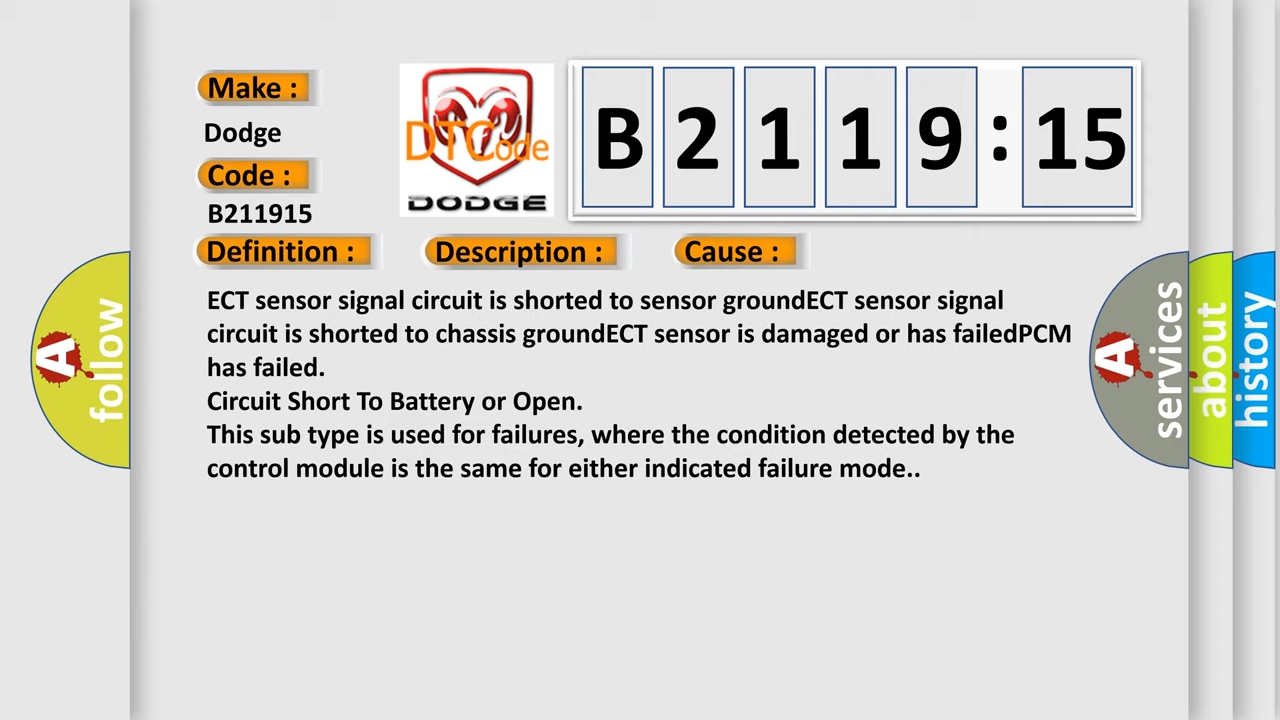 Make :
Dodge
Code :
B211915
DTCode
DODGE
B 2 1 1 9 : 15
Definition :
Description :
Cause :
ECT sensor signal circuit is shorted to sensor groundECT sensor signal
circuit is shorted to chassis groundECT sensor is damaged or has failedPCM
has failed.
Circuit Short To Battery or Open.
This sub type is used for failures, where the condition detected by the
control module is the same for either indicated failure mode..
A follow
A services
about
history